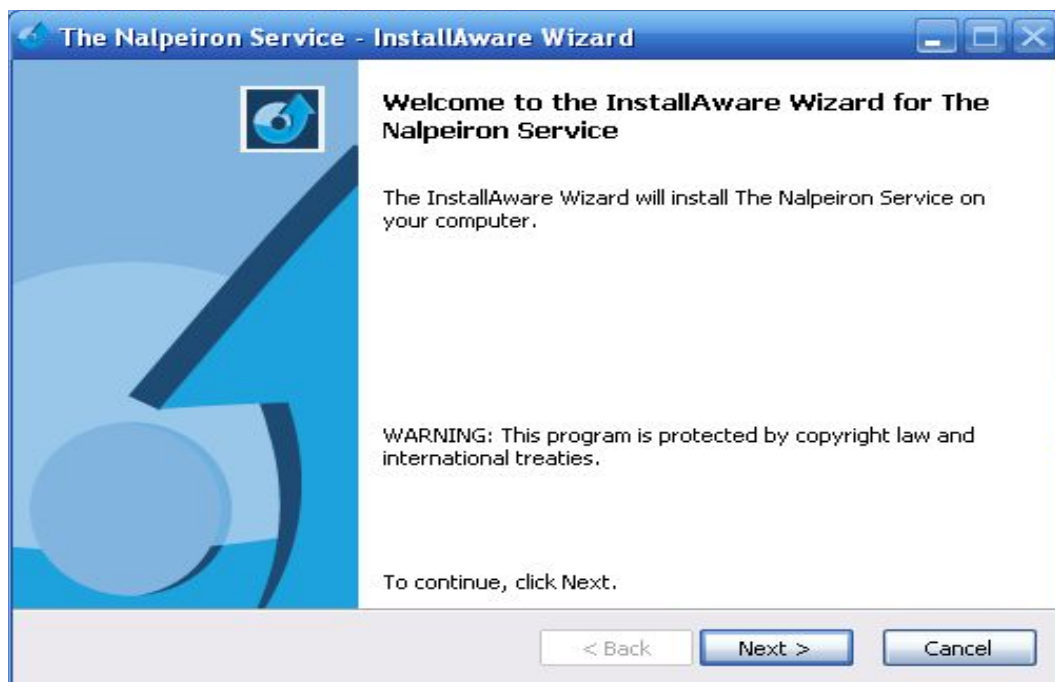 The Nalpeiron Service - InstallAware Wizard
Welcome to the InstallAware Wizard for The
Nalpeiron Service
The InstallAware Wizard will install The Nalpeiron Service on
your computer.
WARNING: This program is protected by copyright law and
international treaties.
To continue, click Next.
< Back Next > Cancel